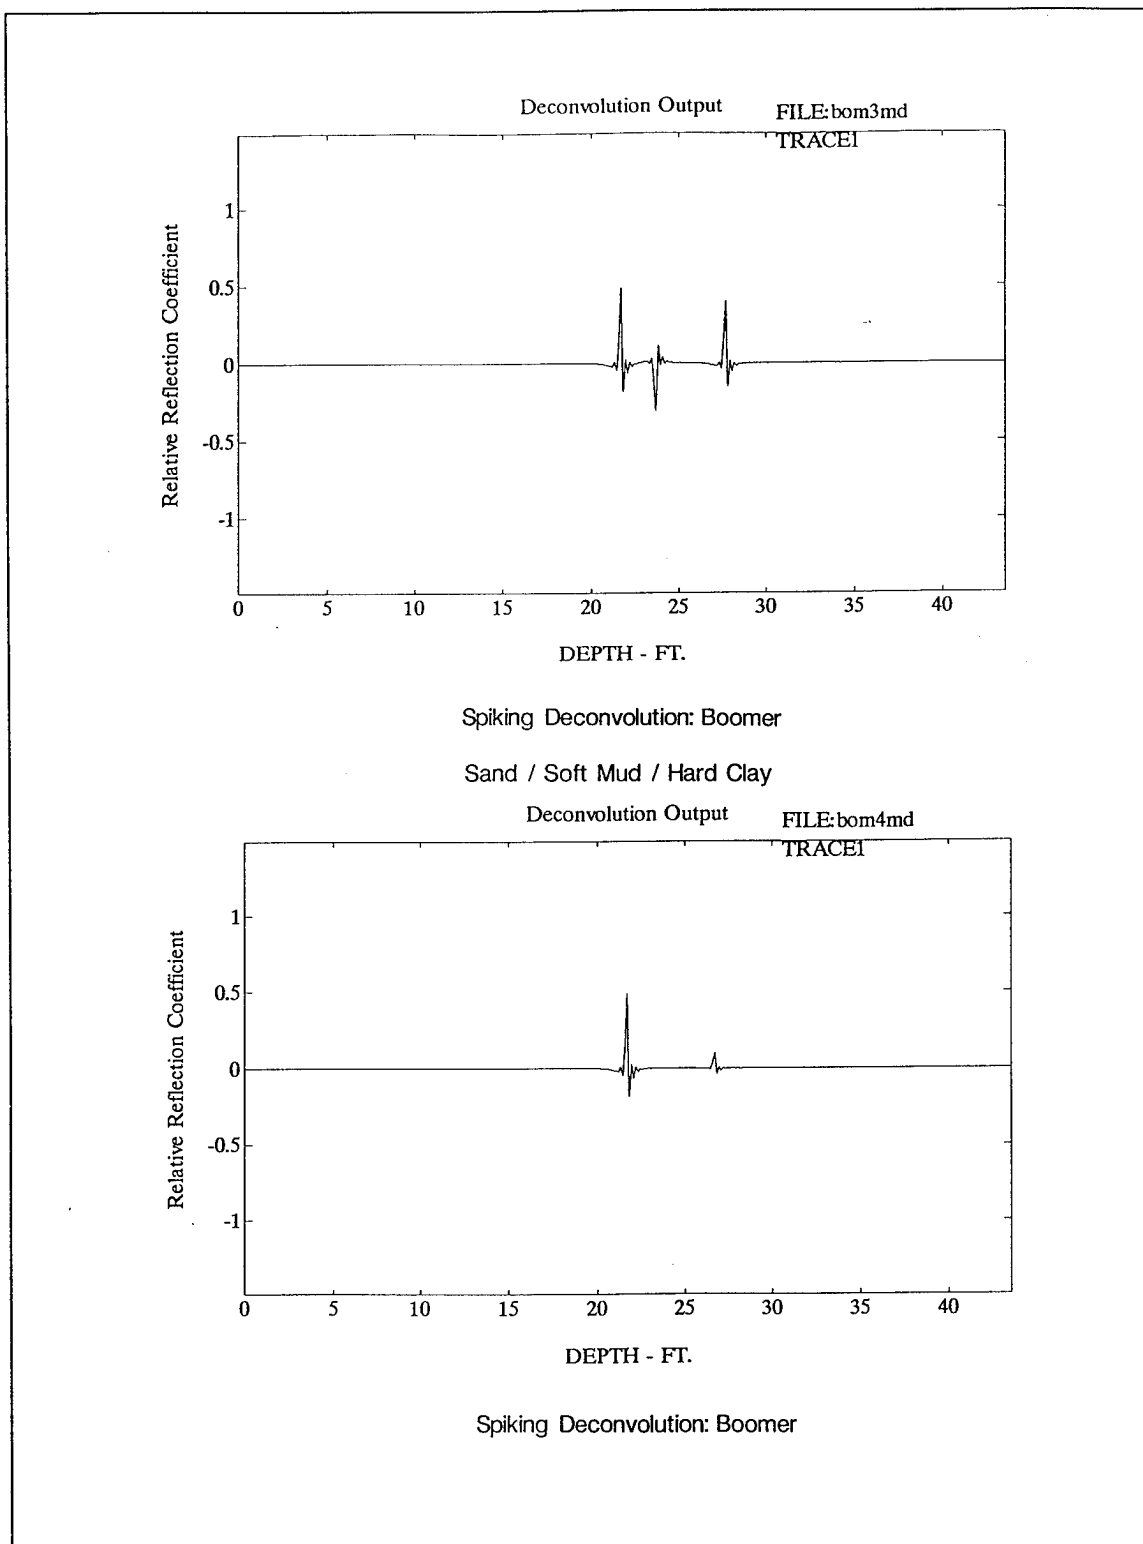 Deconvolution Output FILE:bom3md
TRACE1
Relative Reflection Coefficient
1
0.5
0
-0.5
-1
0 5 10 15 20 25 30 35 40
DEPTH - FT.
Spiking Deconvolution: Boomer
Sand / Soft Mud / Hard Clay
Deconvolution Output FILE:bom4md
TRACE1
Relative Reflection Coefficient
1
0.5
0
-0.5
-1
0 5 10 15 20 25 30 35 40
DEPTH - FT.
Spiking Deconvolution: Boomer